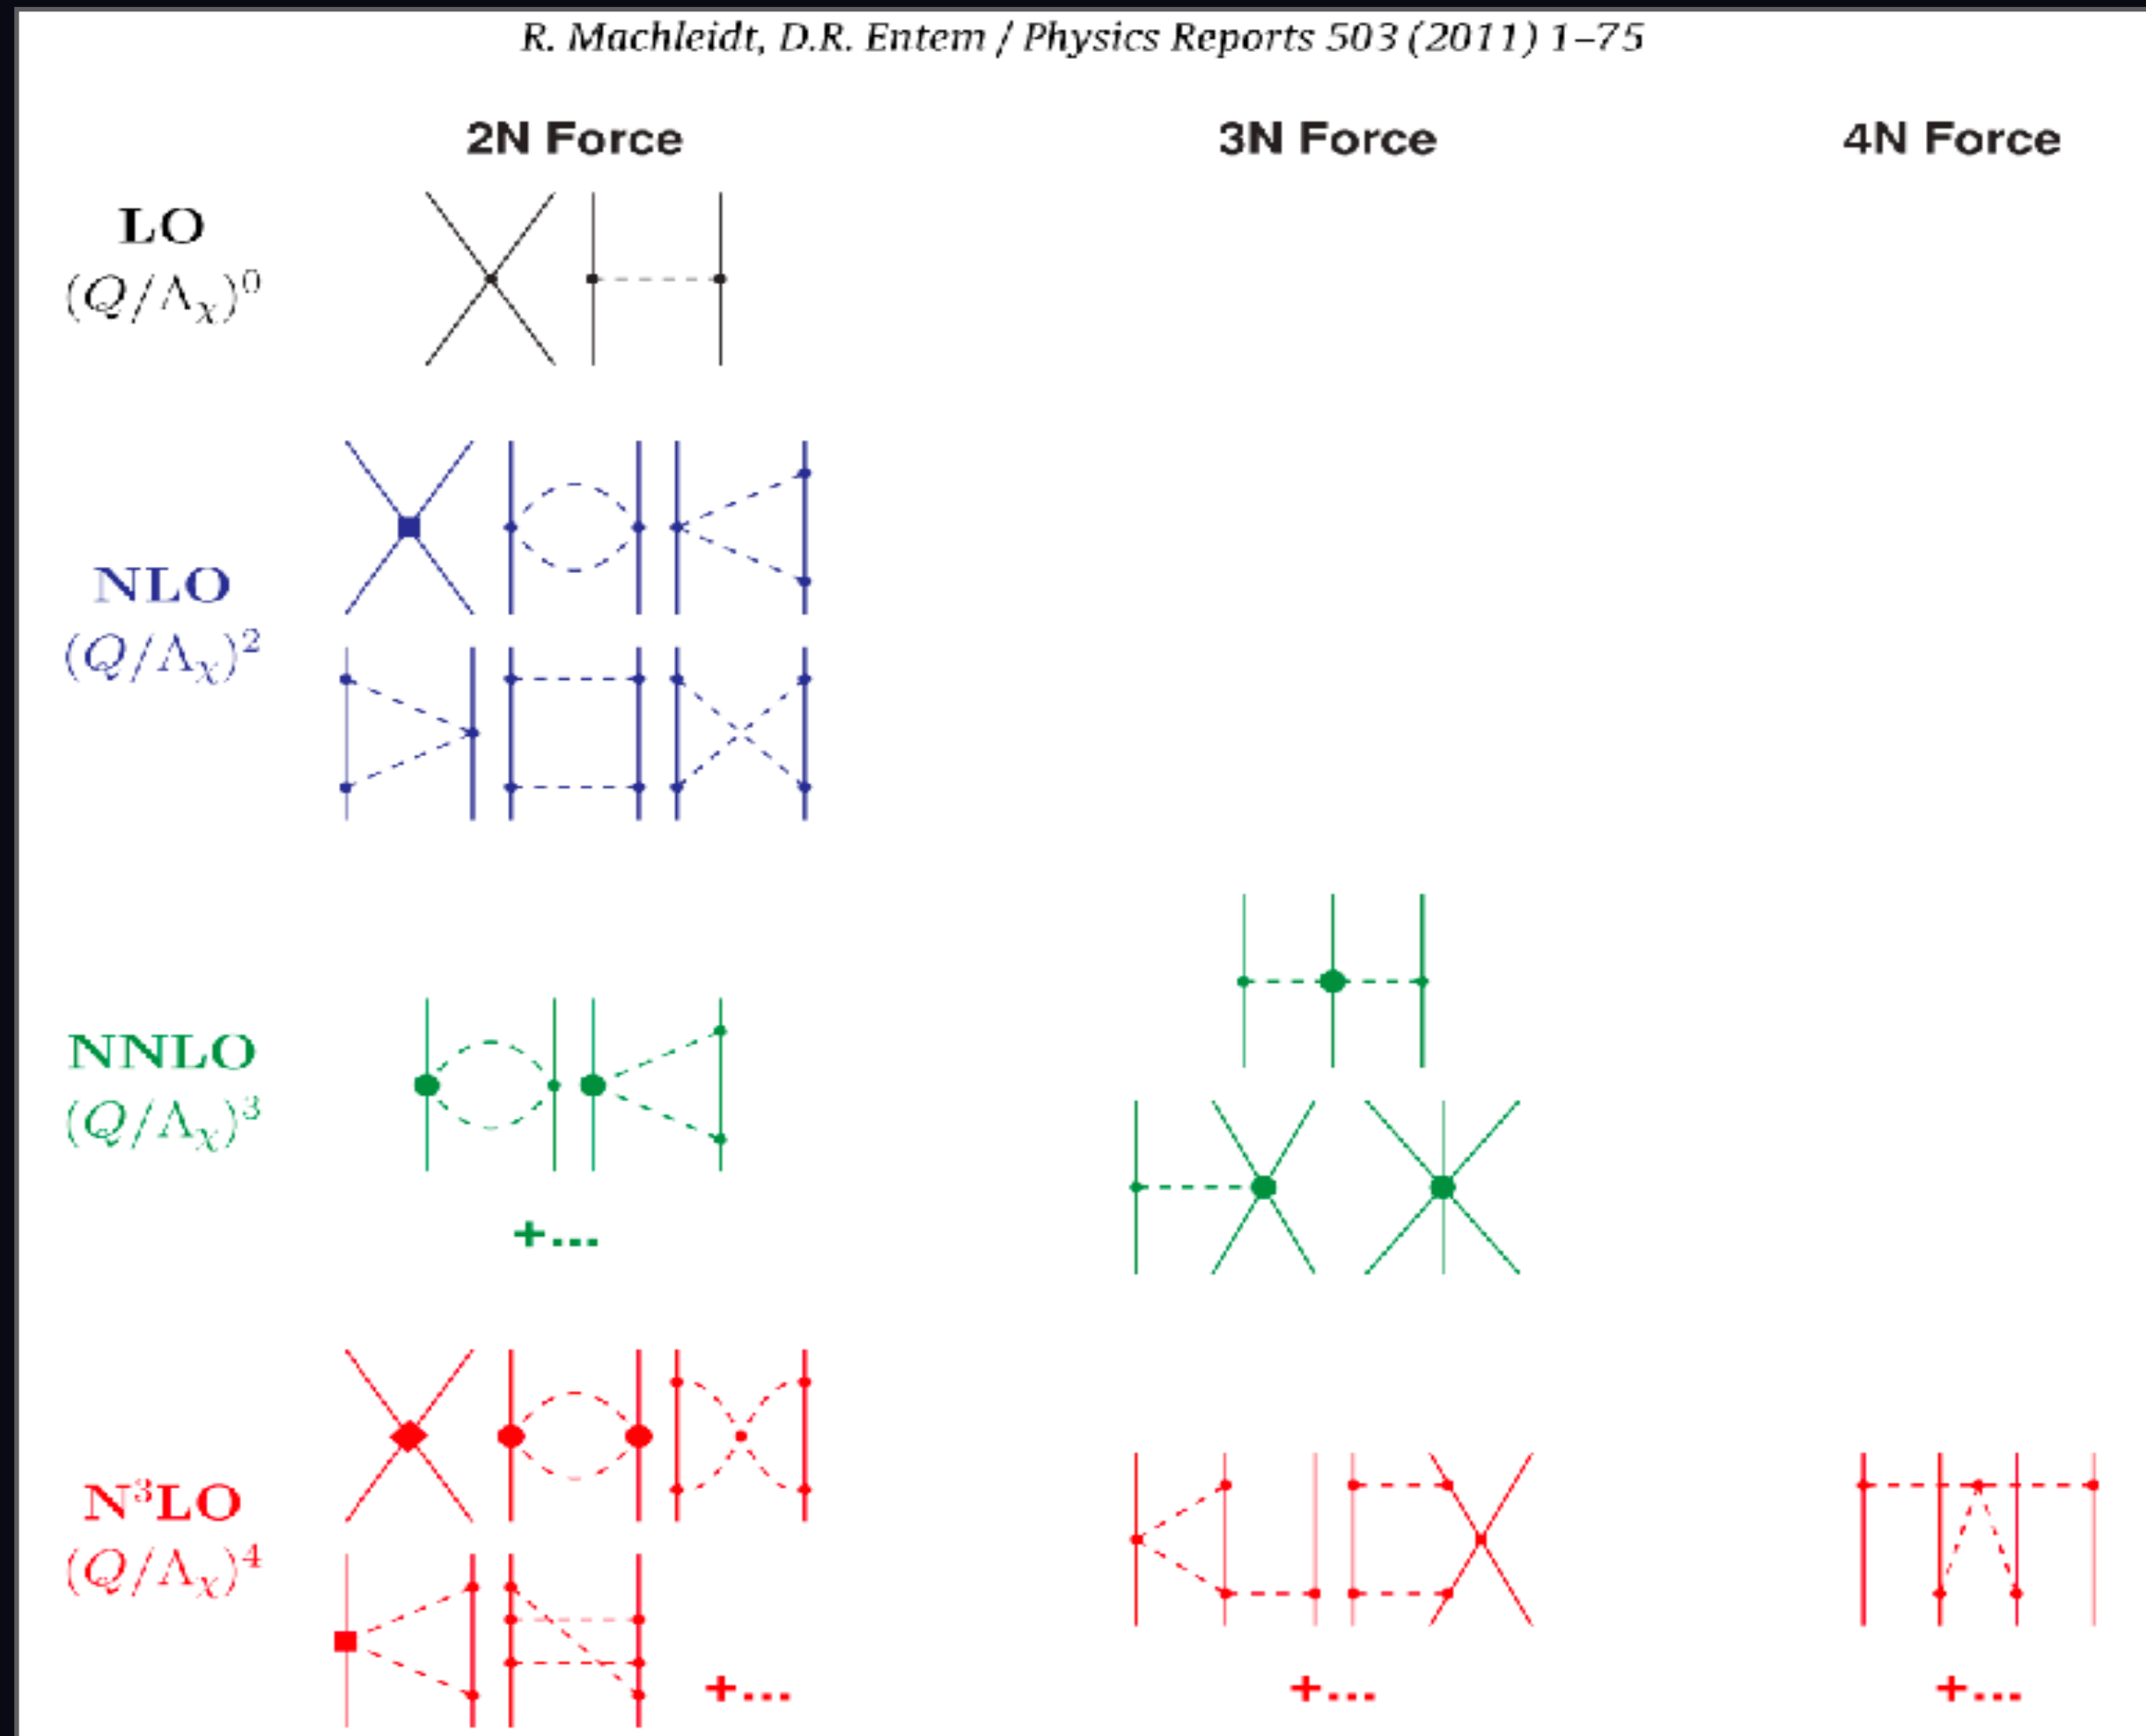 R. Machleidt, D.R. Entem / Physics Reports 503 (2011) 1–75
2N Force
3N Force
4N Force
LO
(Q/Λχ)⁰
NLO
(Q/Λχ)²
NNLO
(Q/Λχ)³
+...
N³LO
(Q/Λχ)⁴
+...
+...
+...